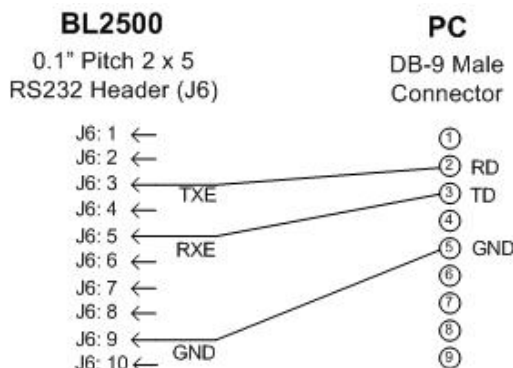 BL2500
0.1" Pitch 2 x 5
RS232 Header (J6)
PC
DB-9 Male
Connector
J6: 1
J6: 2
J6: 3
J6: 4
J6: 5
J6: 6
J6: 7
J6: 8
J6: 9
J6: 10
TXE
RXE
GND
1
2 RD
3 TD
4
5 GND
6
7
8
9